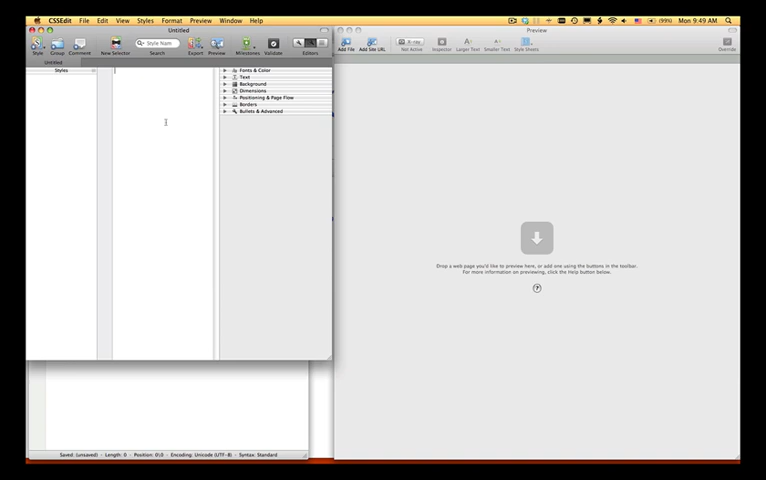 CSSEdit File Edit View Styles Format Preview Window Help (99%) Mon 9:49 AM
Untitled
Preview
Style Group Comment New Selector Style Name Search Export Preview Milestones Validate Editors
Add File Add Site URL X-ray Not Active Inspector Larger Text Smaller Text Style Sheets Override
Untitled
Styles
Fonts & Color
Text
Background
Dimensions
Positioning & Page Flow
Borders
Bullets & Advanced
Drop a web page you'd like to preview here, or add one using the buttons in the toolbar.
For more information on previewing, click the Help button below.
?
Saved: (unsaved) - Length: 0 - Position: 0\0 - Encoding: Unicode (UTF-8) - Syntax: Standard